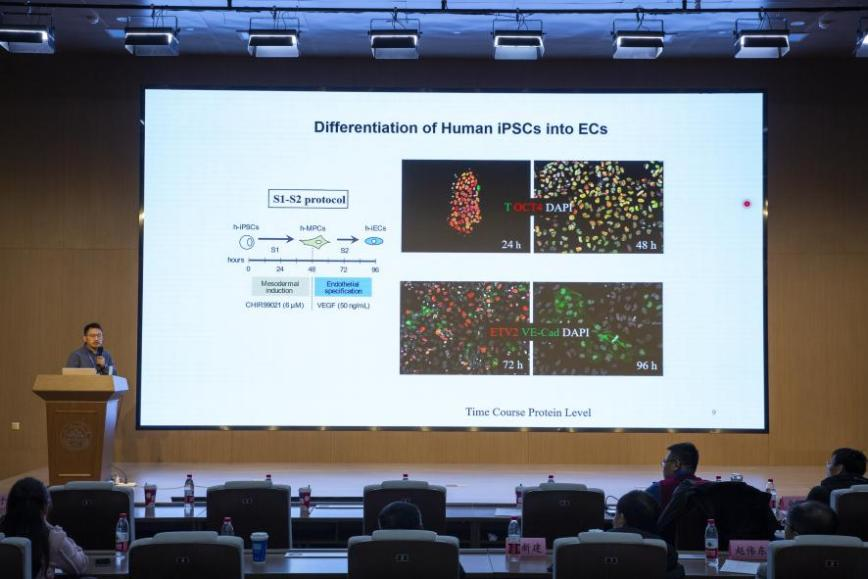 Differentiation of Human iPSCs into ECs
S1-S2 protocol
h-iPSCs h-MPCs h-iECs
S1 S2
hours
0 24 48 72 96
Mesodermal
induction
Endothelial
specification
CHIR99021 (6 µM) VEGF (50 ng/mL)
T OCT4 DAPI
24 h 48 h
ETV2 VE-Cad DAPI
72 h 96 h
Time Course Protein Level 9
新建
赵伟东